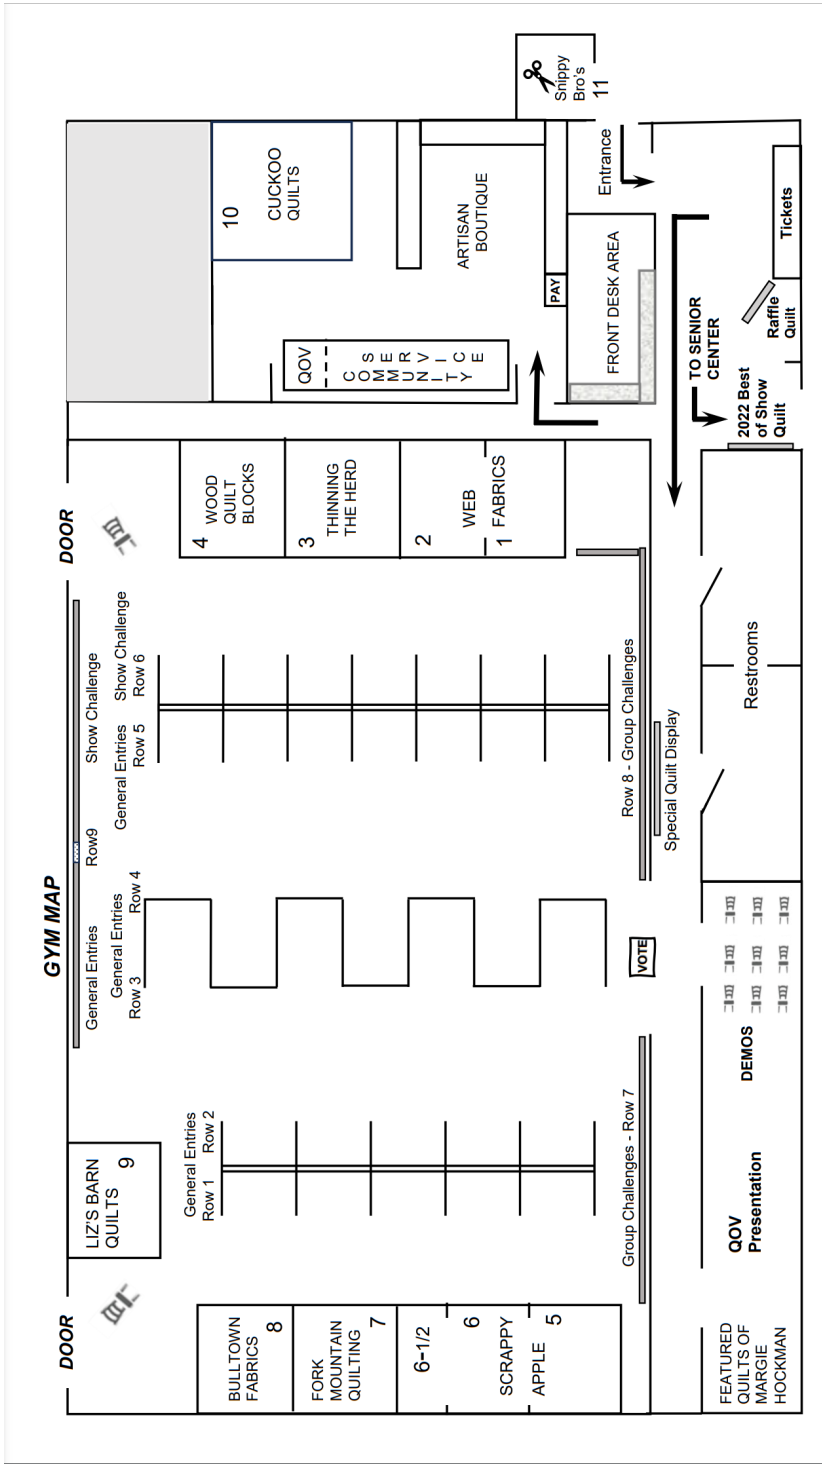 GYM MAP
DOOR
DOOR
LIZ'S BARN
QUILTS
9
General Entries
Row9
Show Challenge
General Entries
Row 1
Row 2
General Entries
Row 3
Row 4
General Entries
Row 5
Show Challenge
Row 6
BULLTOWN
FABRICS
8
FORK
MOUNTAIN
QUILTING
7
6-1/2
6
SCRAPPY
APPLE
5
WOOD
QUILT
BLOCKS
4
THINNING
THE HERD
3
2
WEB
FABRICS
1
10
CUCKOO
QUILTS
QOV
COMMUNITY
SERVICE
ARTISAN
BOUTIQUE
PAY
Snippy
Bro's
11
Entrance
FRONT DESK AREA
Group Challenges - Row 7
VOTE
Row 8 - Group Challenges
Special Quilt Display
TO SENIOR
CENTER
Tickets
Raffle
Quilt
2022 Best
of Show
Quilt
Restrooms
DEMOS
QOV
Presentation
FEATURED
QUILTS OF
MARGIE
HOCKMAN